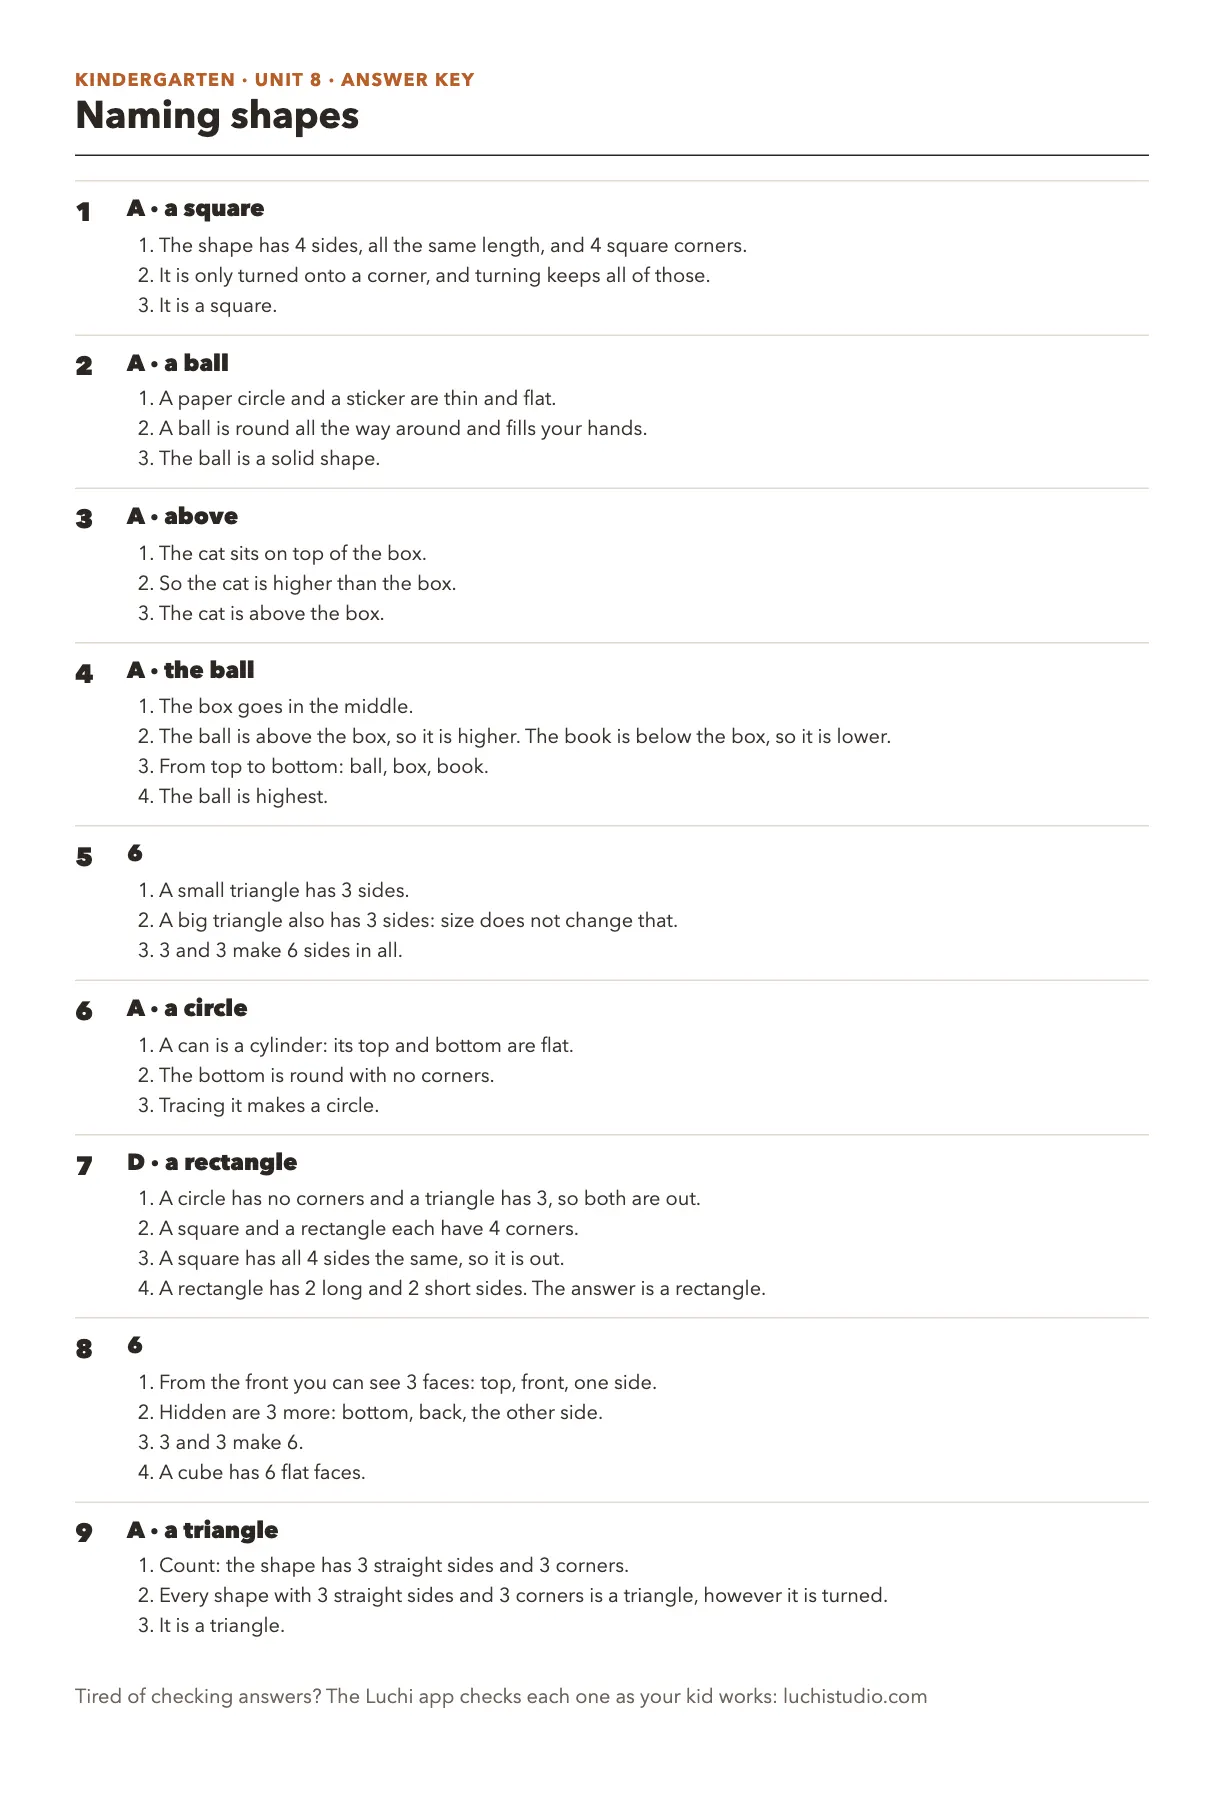 KINDERGARTEN · UNIT 8 · ANSWER KEY
Naming shapes
1 A · a square
1. The shape has 4 sides, all the same length, and 4 square corners.
2. It is only turned onto a corner, and turning keeps all of those.
3. It is a square.
2 A · a ball
1. A paper circle and a sticker are thin and flat.
2. A ball is round all the way around and fills your hands.
3. The ball is a solid shape.
3 A · above
1. The cat sits on top of the box.
2. So the cat is higher than the box.
3. The cat is above the box.
4 A · the ball
1. The box goes in the middle.
2. The ball is above the box, so it is higher. The book is below the box, so it is lower.
3. From top to bottom: ball, box, book.
4. The ball is highest.
5 6
1. A small triangle has 3 sides.
2. A big triangle also has 3 sides: size does not change that.
3. 3 and 3 make 6 sides in all.
6 A · a circle
1. A can is a cylinder: its top and bottom are flat.
2. The bottom is round with no corners.
3. Tracing it makes a circle.
7 D · a rectangle
1. A circle has no corners and a triangle has 3, so both are out.
2. A square and a rectangle each have 4 corners.
3. A square has all 4 sides the same, so it is out.
4. A rectangle has 2 long and 2 short sides. The answer is a rectangle.
8 6
1. From the front you can see 3 faces: top, front, one side.
2. Hidden are 3 more: bottom, back, the other side.
3. 3 and 3 make 6.
4. A cube has 6 flat faces.
9 A · a triangle
1. Count: the shape has 3 straight sides and 3 corners.
2. Every shape with 3 straight sides and 3 corners is a triangle, however it is turned.
3. It is a triangle.
Tired of checking answers? The Luchi app checks each one as your kid works: luchistudio.com